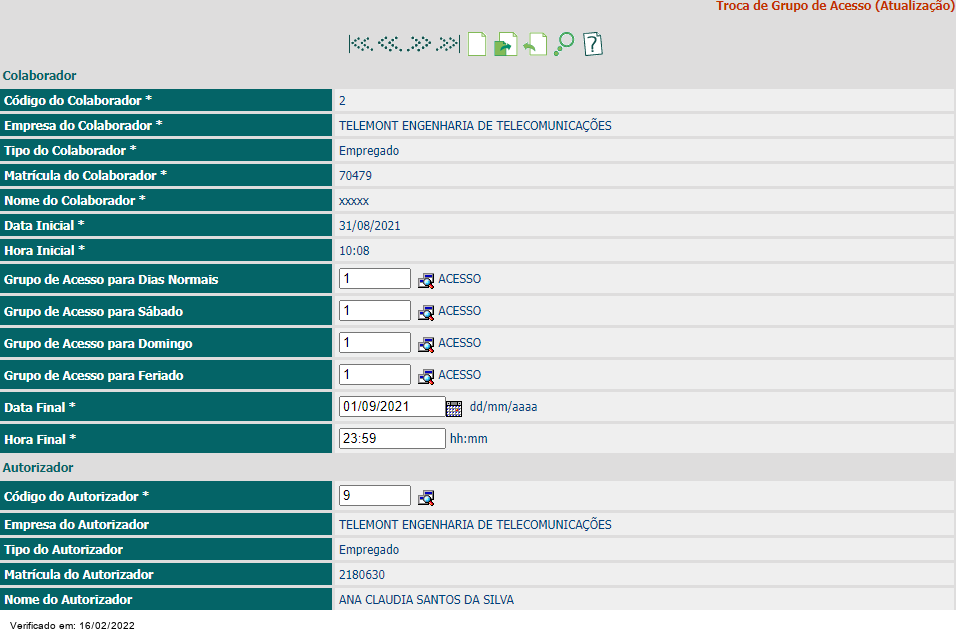 Troca de Grupo de Acesso (Atualização)
Colaborador
Código do Colaborador * 2
Empresa do Colaborador * TELEMONT ENGENHARIA DE TELECOMUNICAÇÕES
Tipo do Colaborador * Empregado
Matrícula do Colaborador * 70479
Nome do Colaborador * xxxxx
Data Inicial * 31/08/2021
Hora Inicial * 10:08
Grupo de Acesso para Dias Normais 1 ACESSO
Grupo de Acesso para Sábado 1 ACESSO
Grupo de Acesso para Domingo 1 ACESSO
Grupo de Acesso para Feriado 1 ACESSO
Data Final * 01/09/2021 dd/mm/aaaa
Hora Final * 23:59 hh:mm
Autorizador
Código do Autorizador * 9
Empresa do Autorizador TELEMONT ENGENHARIA DE TELECOMUNICAÇÕES
Tipo do Autorizador Empregado
Matrícula do Autorizador 2180630
Nome do Autorizador ANA CLAUDIA SANTOS DA SILVA
Verificado em: 16/02/2022